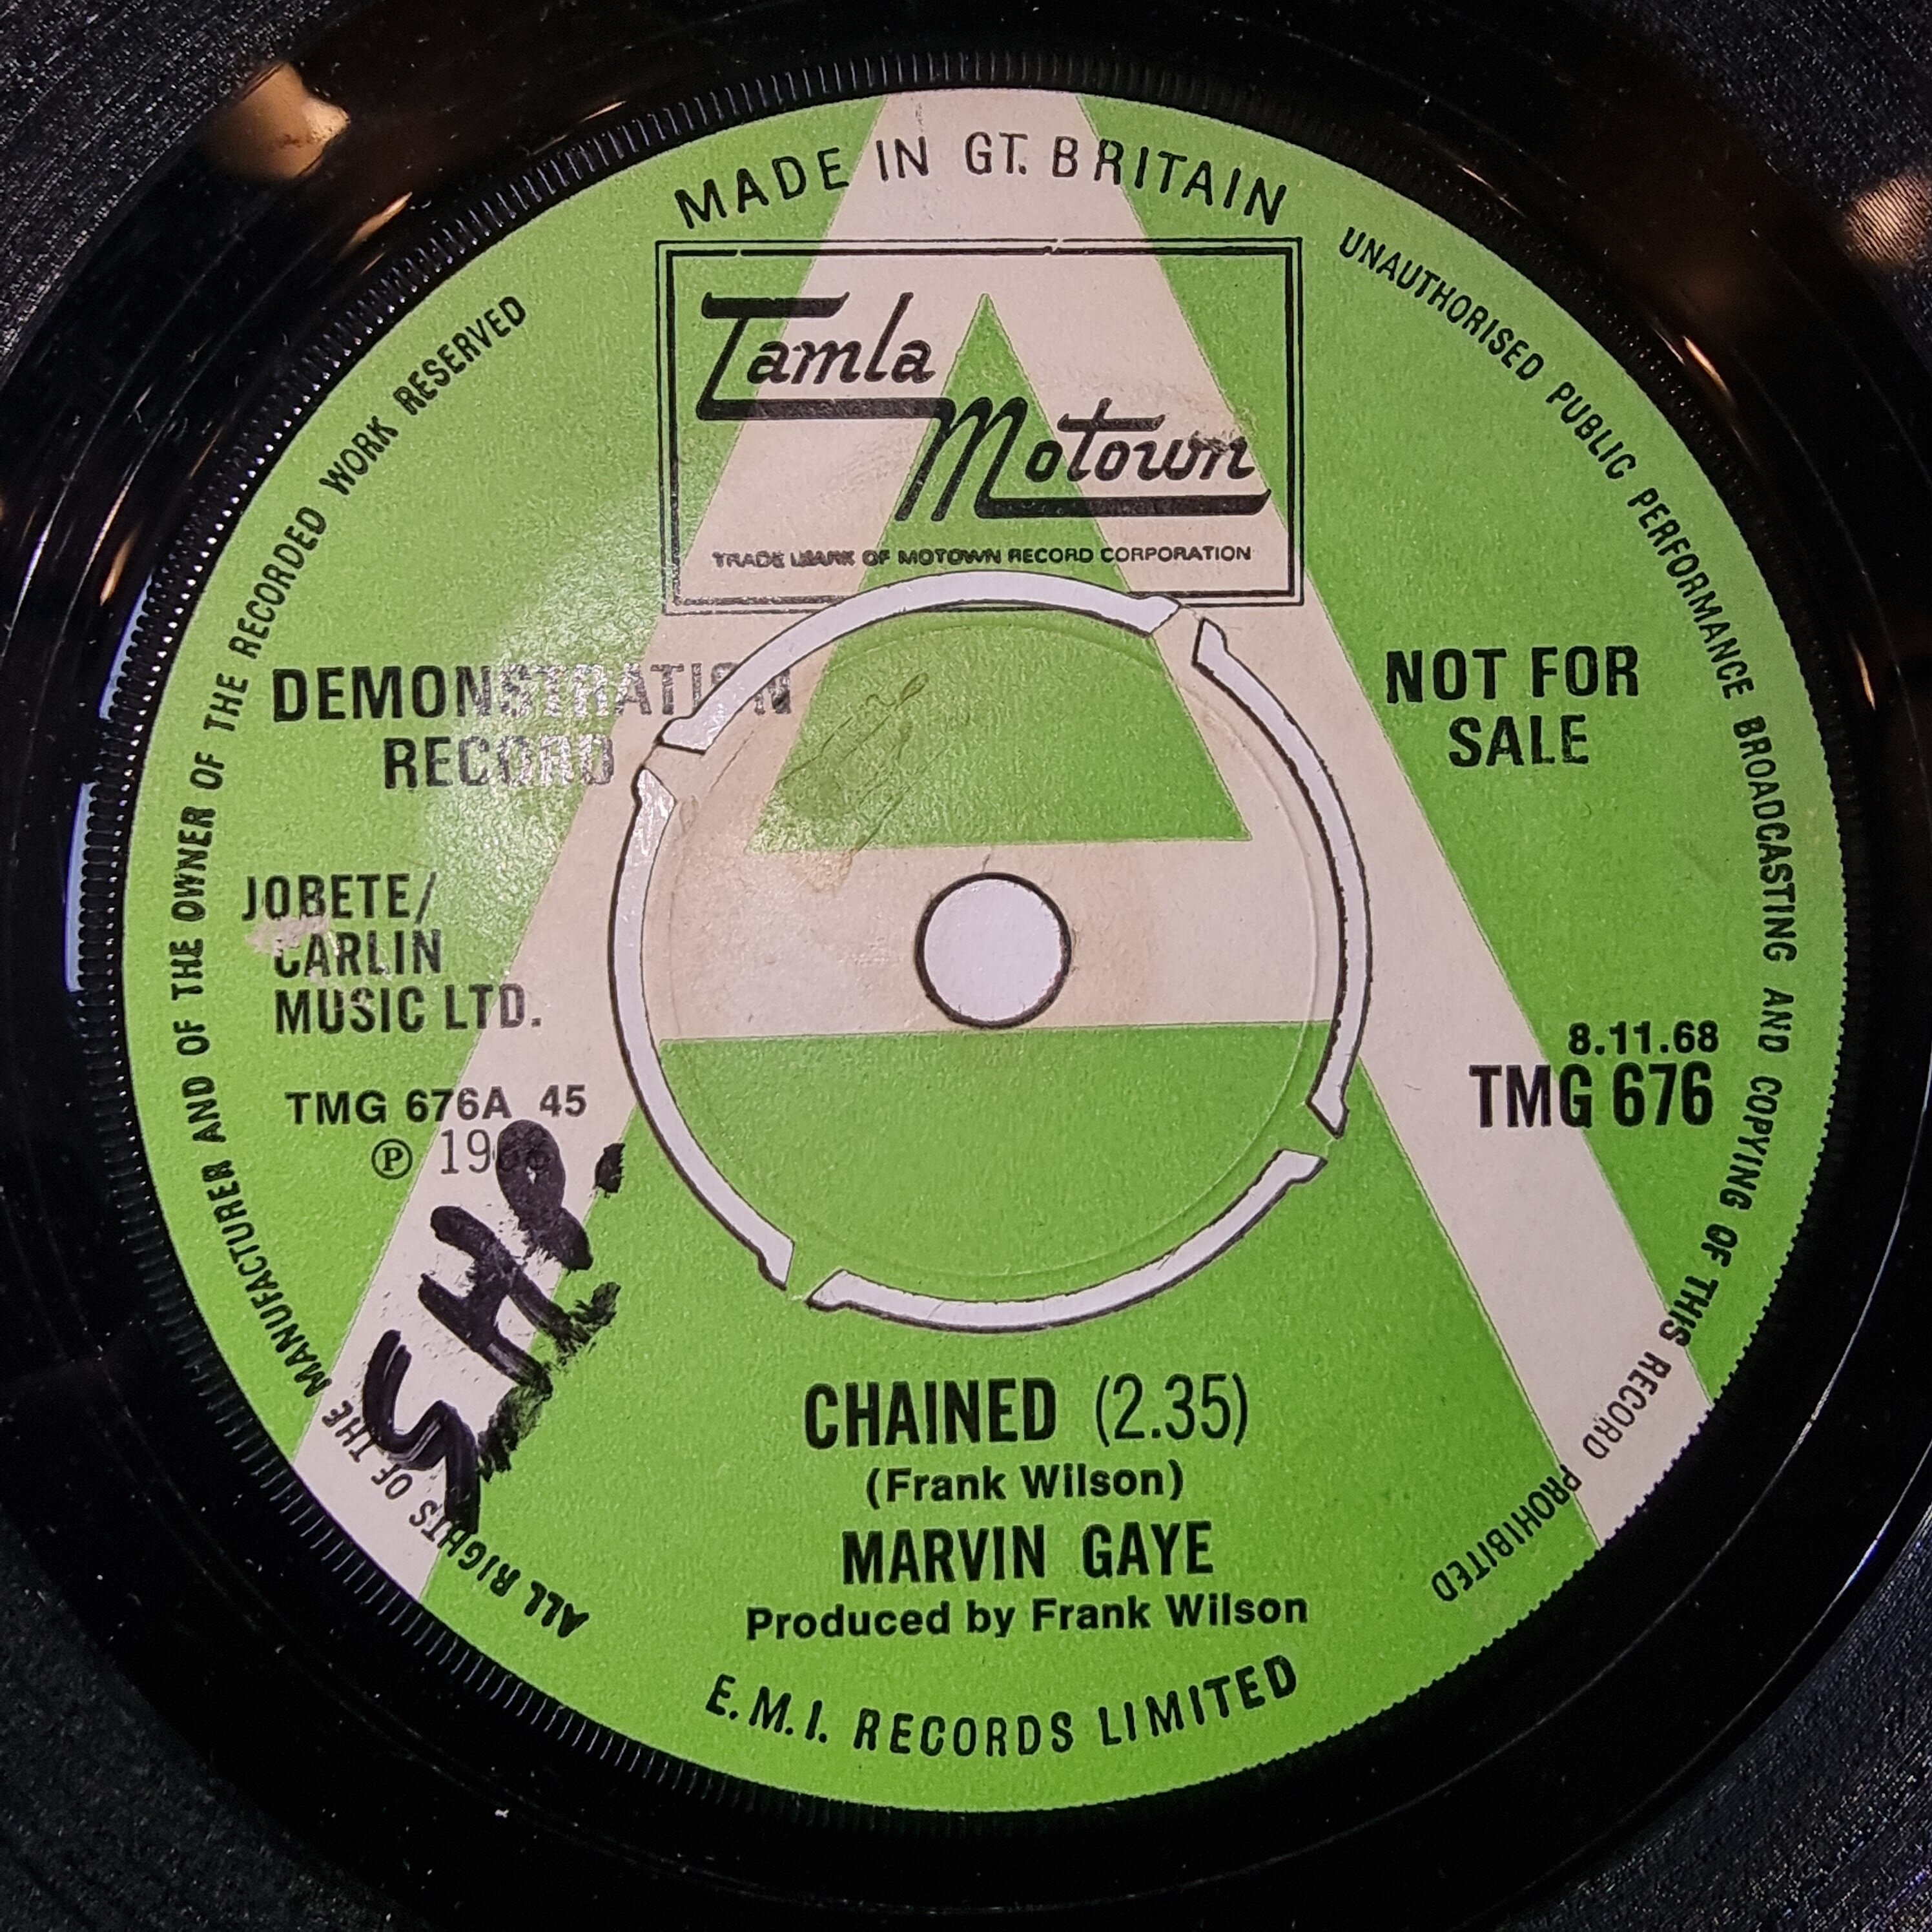 MADE IN GT. BRITAIN
Tamla
Motown
TRADE MARK OF MOTOWN RECORD CORPORATION
DEMONSTRATION
RECORD
NOT FOR
SALE
JOBETE/
CARLIN
MUSIC LTD.
TMG 676A 45
℗ 1968
8.11.68
TMG 676
SHP.
CHAINED (2.35)
(Frank Wilson)
MARVIN GAYE
Produced by Frank Wilson
E.M.I. RECORDS LIMITED
ALL RIGHTS OF THE MANUFACTURER AND OF THE OWNER OF THE RECORDED WORK RESERVED
UNAUTHORISED PUBLIC PERFORMANCE BROADCASTING AND COPYING OF THIS RECORD PROHIBITED